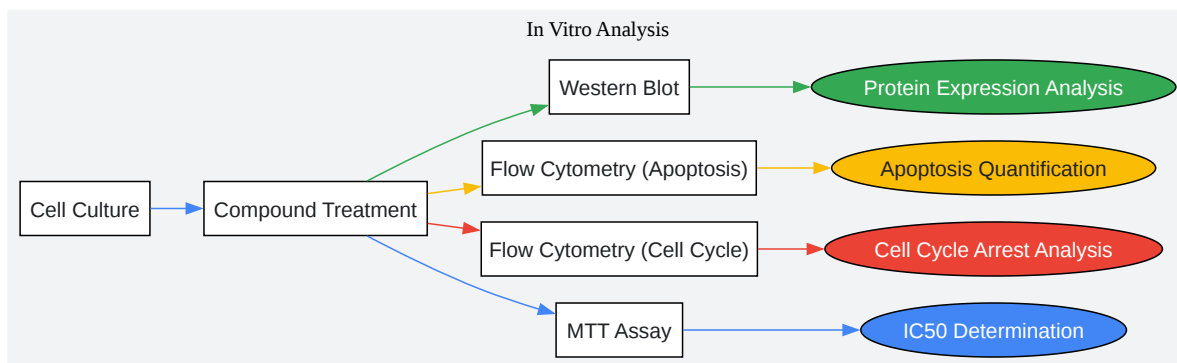 In Vitro Analysis
Western Blot
Protein Expression Analysis
Flow Cytometry (Apoptosis)
Apoptosis Quantification
Cell Culture
Compound Treatment
Flow Cytometry (Cell Cycle)
Cell Cycle Arrest Analysis
MTT Assay
IC50 Determination